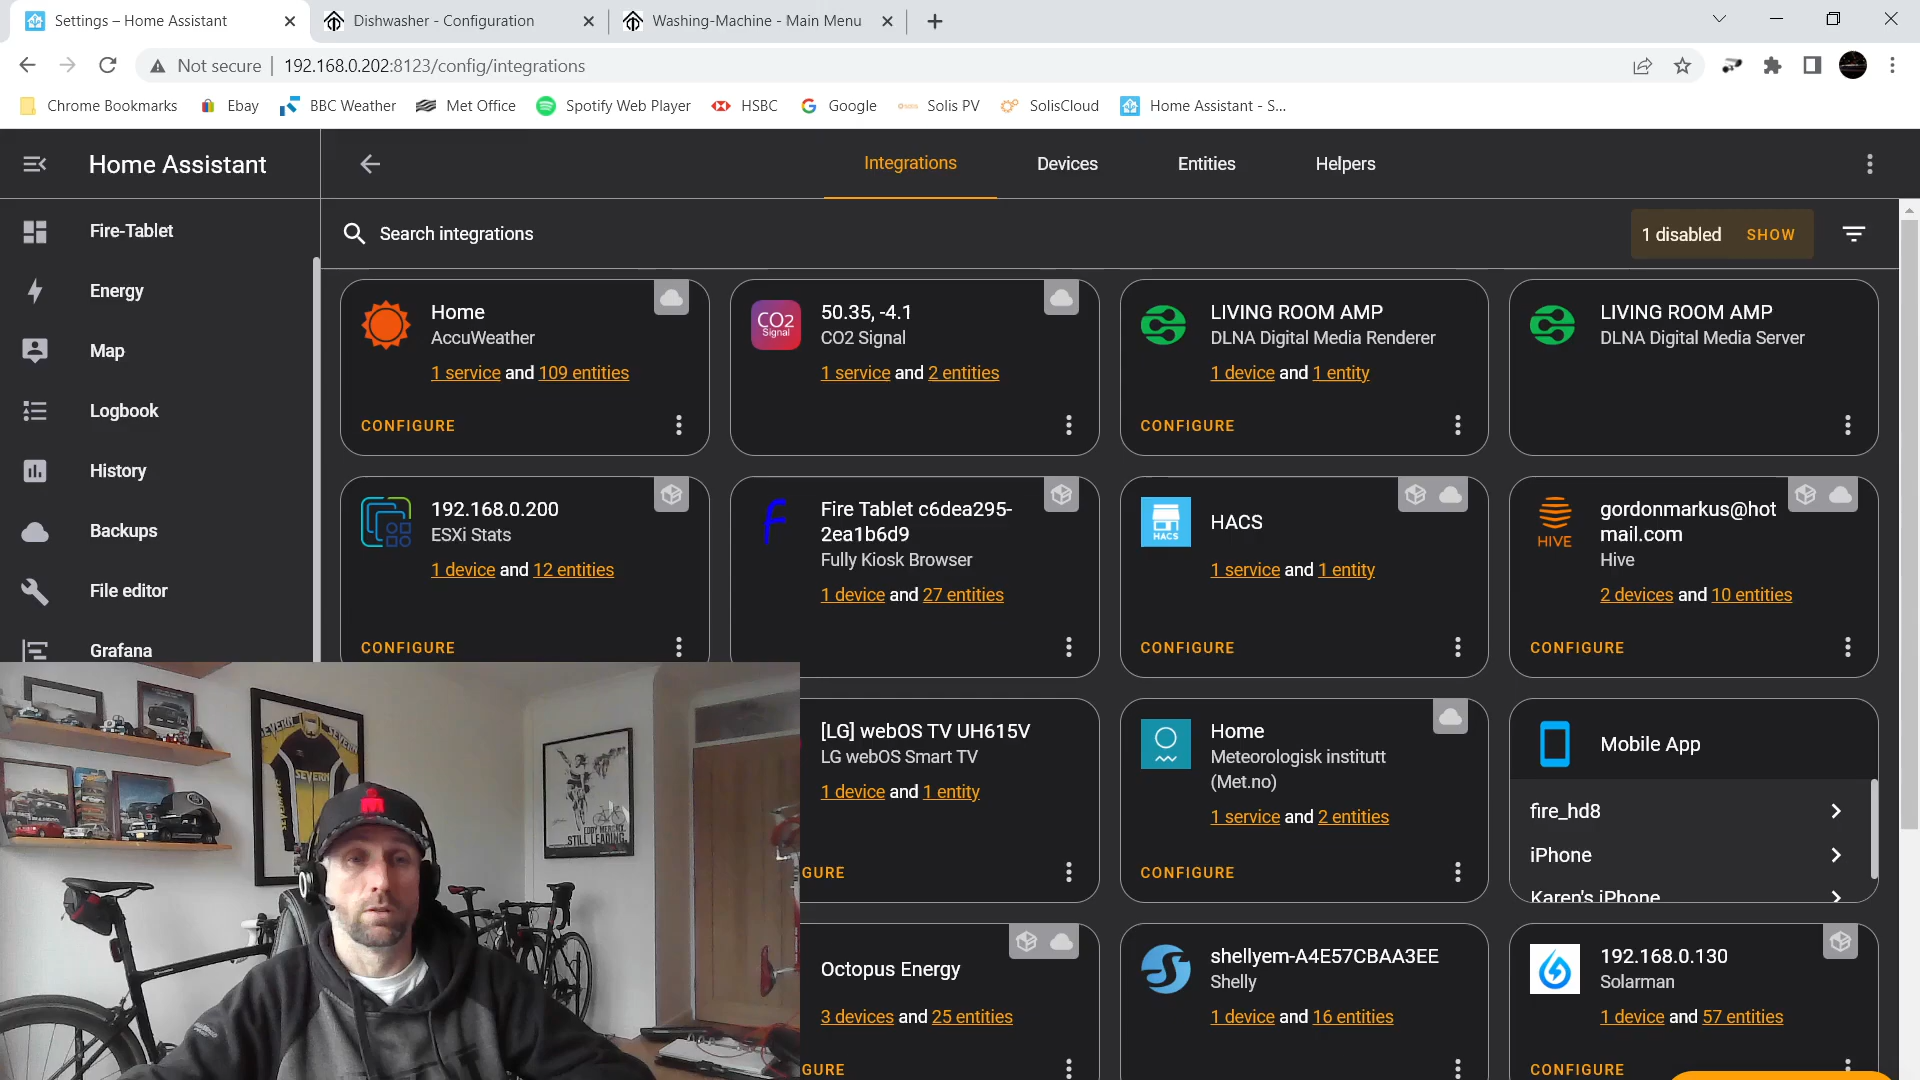 Settings – Home Assistant
Dishwasher - Configuration
Washing-Machine - Main Menu
Not secure
192.168.0.202:8123/config/integrations
Chrome Bookmarks
Ebay
BBC Weather
Met Office
Spotify Web Player
HSBC
Google
Solis PV
SolisCloud
Home Assistant - S...
Home Assistant
Integrations
Devices
Entities
Helpers
Fire-Tablet
Energy
Map
Logbook
History
Backups
File editor
Grafana
Search integrations
1 disabled
SHOW
Home
AccuWeather
1 service and 109 entities
CONFIGURE
CO2
Signal
50.35, -4.1
CO2 Signal
1 service and 2 entities
LIVING ROOM AMP
DLNA Digital Media Renderer
1 device and 1 entity
CONFIGURE
LIVING ROOM AMP
DLNA Digital Media Server
192.168.0.200
ESXi Stats
1 device and 12 entities
CONFIGURE
Fire Tablet c6dea295-
2ea1b6d9
Fully Kiosk Browser
1 device and 27 entities
HACS
HACS
1 service and 1 entity
CONFIGURE
HIVE
gordonmarkus@hot
mail.com
Hive
2 devices and 10 entities
CONFIGURE
[LG] webOS TV UH615V
LG webOS Smart TV
1 device and 1 entity
GURE
Home
Meteorologisk institutt
(Met.no)
1 service and 2 entities
CONFIGURE
Mobile App
fire_hd8
iPhone
Karen's iPhone
Octopus Energy
3 devices and 25 entities
GURE
shellyem-A4E57CBAA3EE
Shelly
1 device and 16 entities
192.168.0.130
Solarman
1 device and 57 entities
CONFIGURE
SEVERN
SEVERN
EDDY MERCKX
STILL LEADING